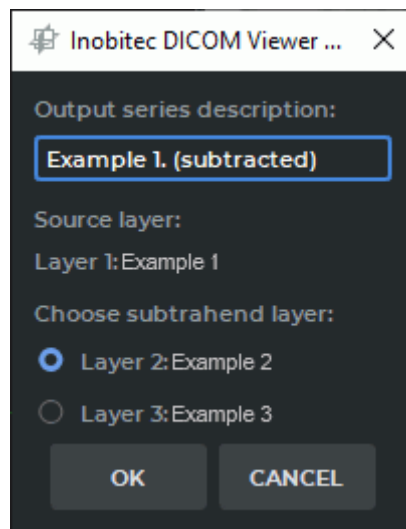 Inobitec DICOM Viewer ...
Output series description:
Example 1. (subtracted)
Source layer:
Layer 1: Example 1
Choose subtrahend layer:
Layer 2: Example 2
Layer 3: Example 3
OK CANCEL